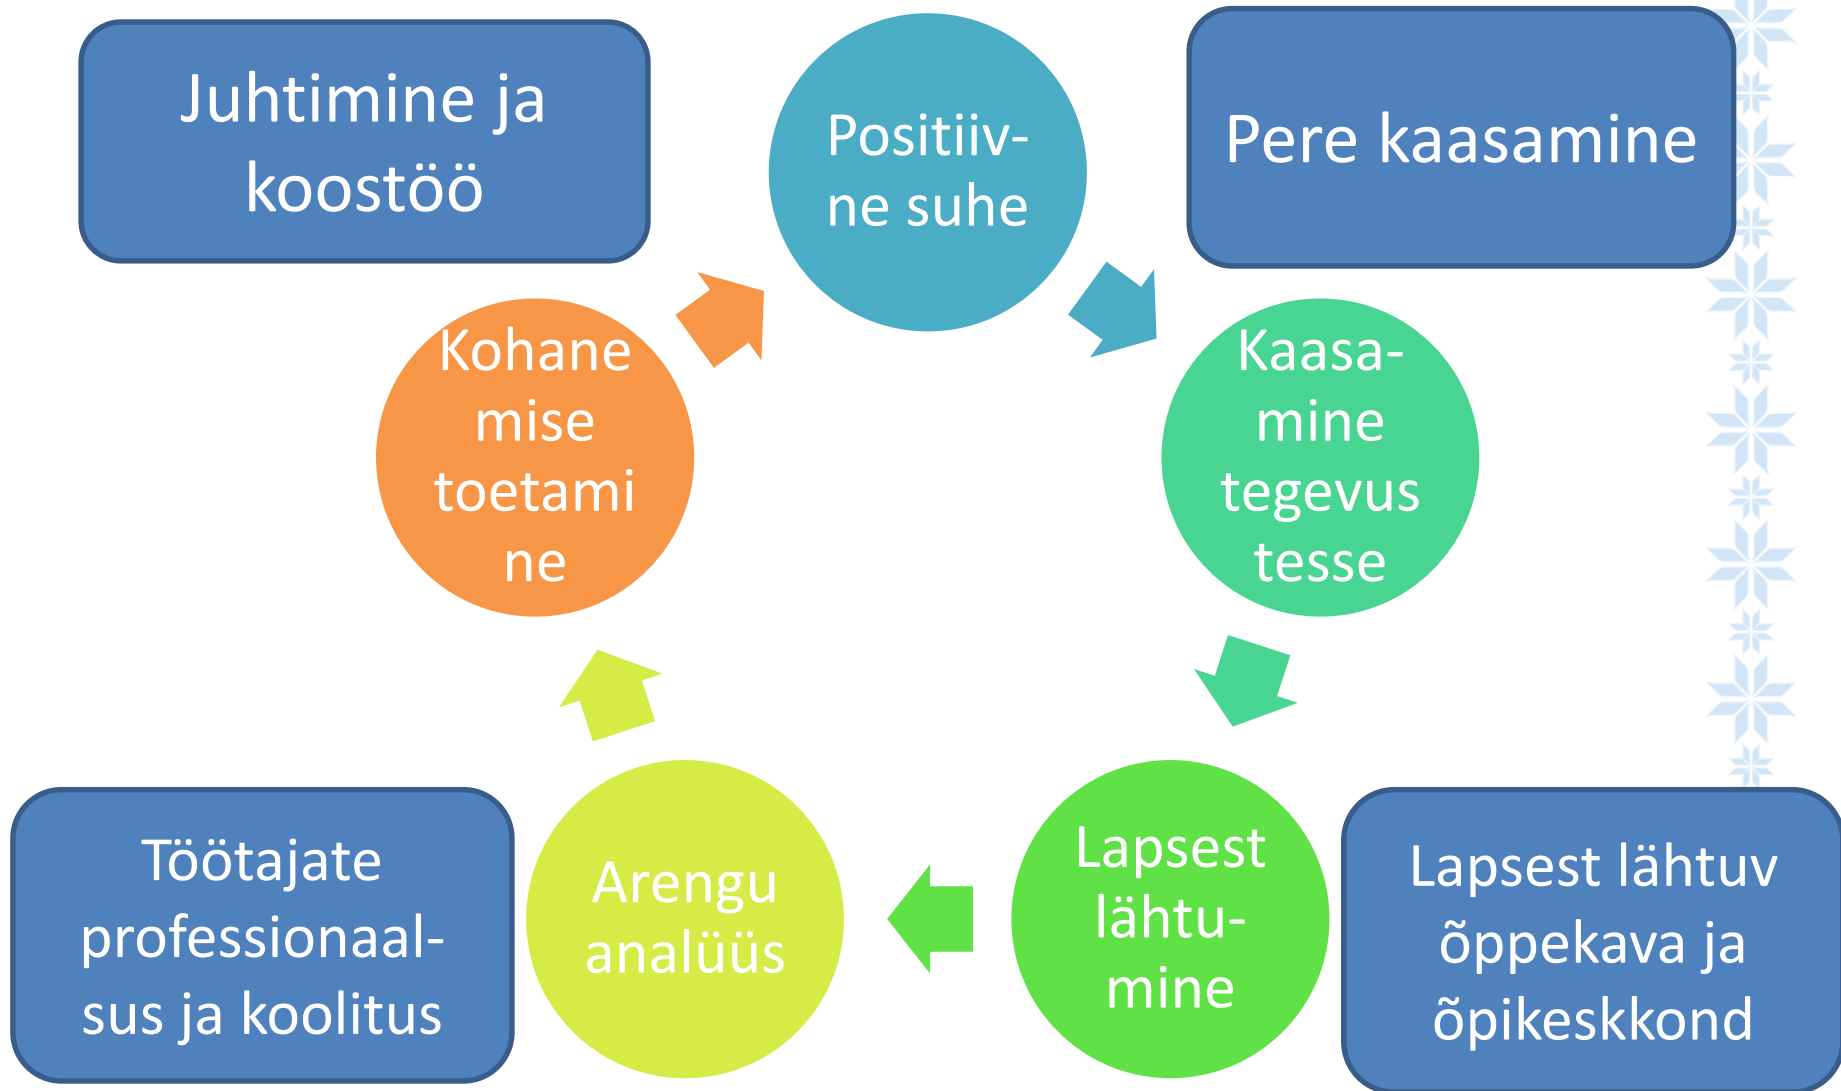 Juhtimine ja
koostöö
Positiiv-
ne suhe
Pere kaasamine
Kohane
mise
toetami
ne
Kaasa-
mine
tegevus
tesse
Töötajate
professionaal-
sus ja koolitus
Arengu
analüüs
Lapsest
lähtu-
mine
Lapsest lähtuv
õppekava ja
õpikeskkond